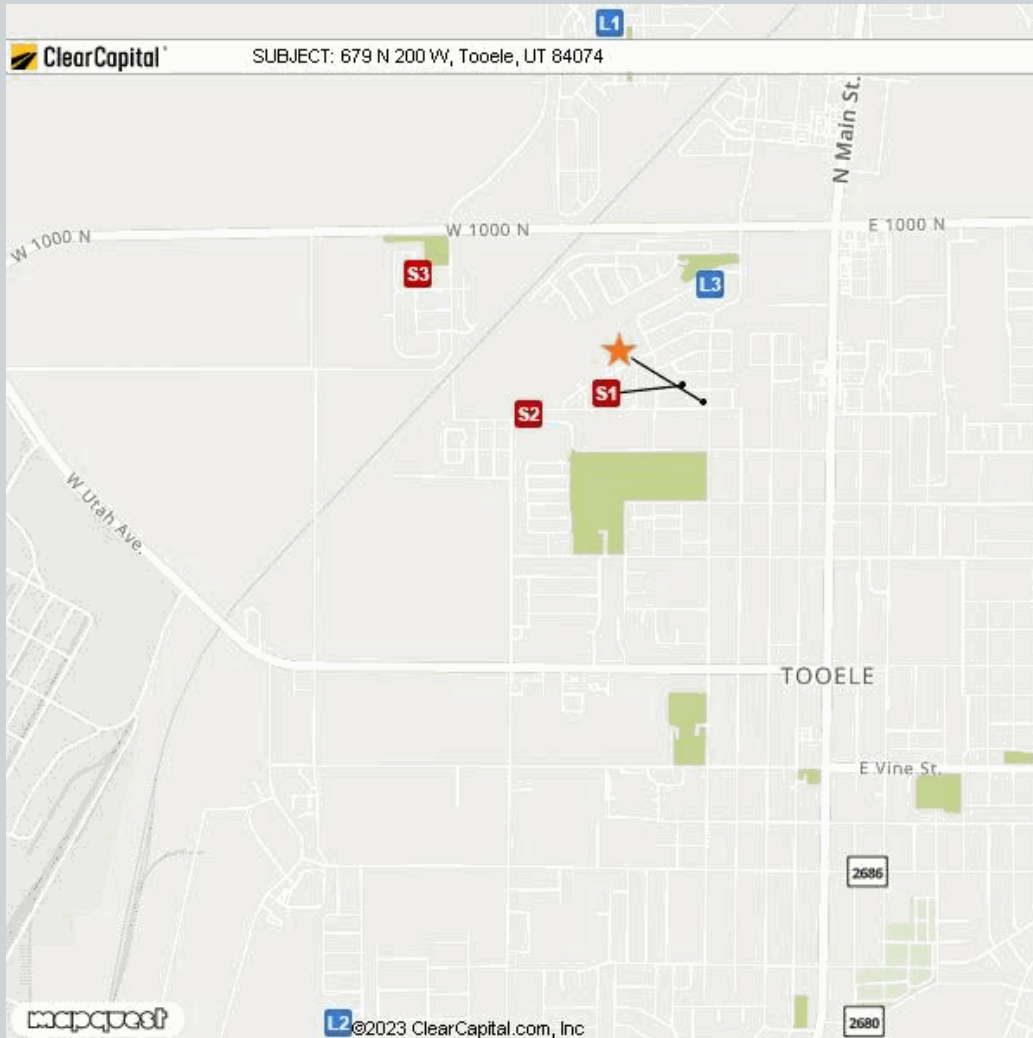 L1
ClearCapital
SUBJECT: 679 N 200 W, Tooele, UT 84074
N Main St.
W 1000 N
W 1000 N
E 1000 N
S3
L3
S1
S2
W Utah Ave.
TOOELE
E Vine St.
2686
mapquest
L2
©2023 ClearCapital.com, Inc
2680